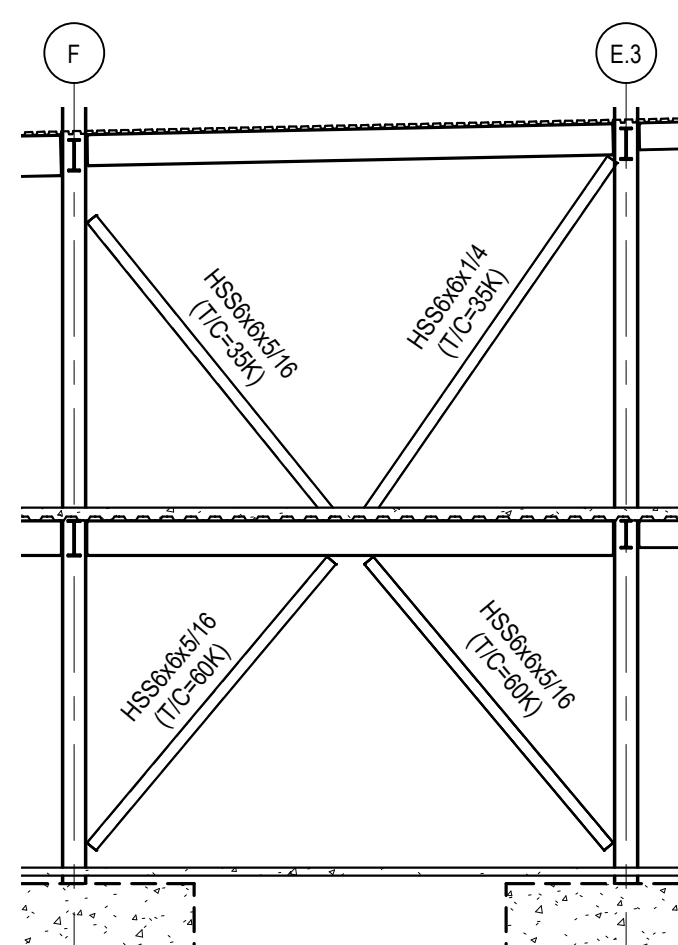 F
E.3
HSS6x6x5/16
(T/C=35K)
HSS6x6x1/4
(T/C=35K)
HSS6x6x5/16
(T/C=60K)
HSS6x6x5/16
(T/C=60K)